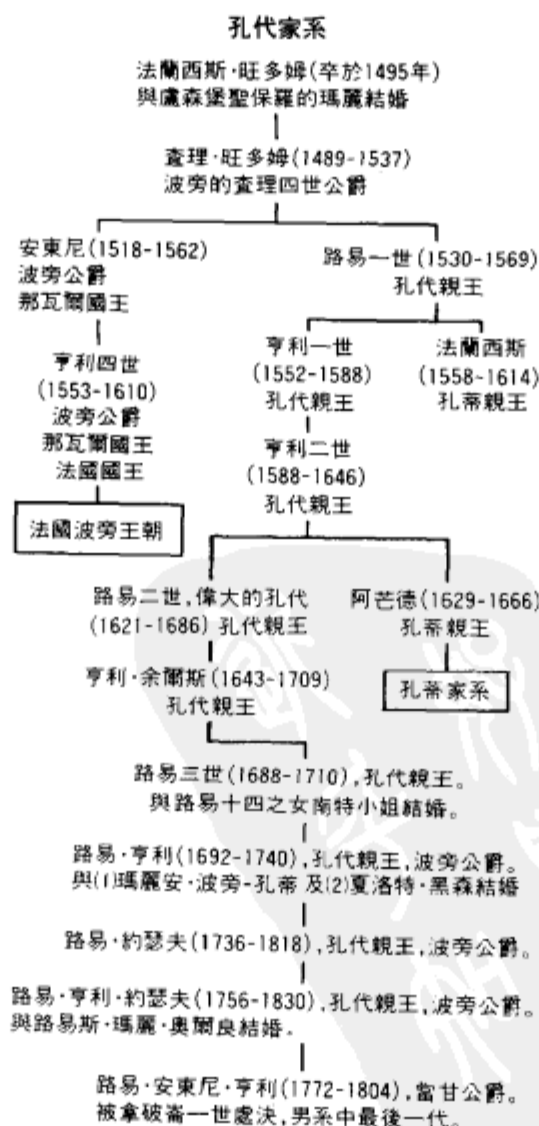 孔代家系
法蘭西斯·旺多姆(卒於1495年)
與盧森堡聖保羅的瑪麗結婚
查理·旺多姆(1489-1537)
波旁的查理四世公爵
安東尼(1518-1562)
波旁公爵
那瓦爾國王
路易一世(1530-1569)
孔代親王
亨利四世
(1553-1610)
波旁公爵
那瓦爾國王
法國國王
亨利一世
(1552-1588)
孔代親王
法蘭西斯
(1558-1614)
孔蒂親王
亨利二世
(1588-1646)
孔代親王
法國波旁王朝
路易二世,偉大的孔代
(1621-1686) 孔代親王
阿芒德(1629-1666)
孔蒂親王
亨利·余爾斯(1643-1709)
孔代親王
孔蒂家系
路易三世(1688-1710),孔代親王。
與路易十四之女南特小姐結婚。
路易·亨利(1692-1740),孔代親王,波旁公爵。
與(1)瑪麗安·波旁-孔蒂及(2)夏洛特·黑森結婚
路易·約瑟夫(1736-1818),孔代親王,波旁公爵。
路易·亨利·約瑟夫(1756-1830),孔代親王,波旁公爵。
與路易斯·瑪麗·奧爾良結婚。
路易·安東尼·亨利(1772-1804),當甘公爵。
被拿破崙一世處決,男系中最後一代。